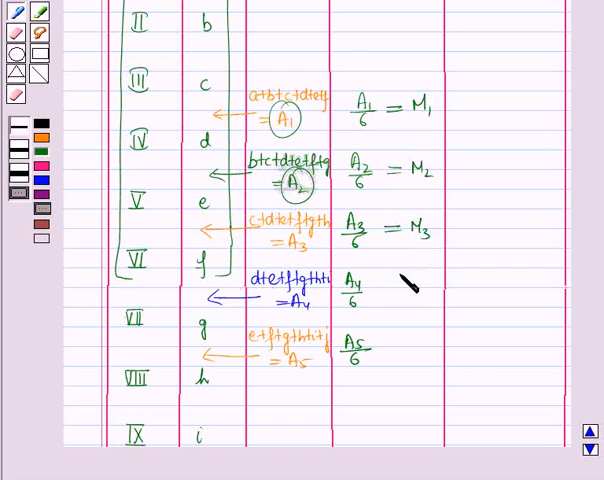 II b
III c
a+b+c+d+e+f
= A1 A1/6 = M1
IV d
b+c+d+e+f+g
= A2 A2/6 = M2
V e
c+d+e+f+g+h
= A3 A3/6 = M3
VI f
d+e+f+g+h+i
= A4 A4/6
VII g
e+f+g+h+i+j
= A5 A5/6
VIII h
IX i